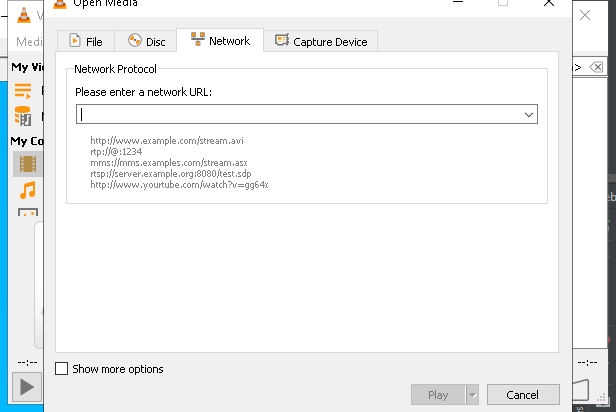 Open Media
V
Medi
File
Disc
Network
Capture Device
My Vi
My Co
Network Protocol
Please enter a network URL:
http://www.example.com/stream.avi
rtp://@:1234
mms://mms.examples.com/stream.asx
rtsp://server.example.org:8080/test.sdp
http://www.yourtube.com/watch?v=gg64x
--:--
--:--
Show more options
Play
Cancel